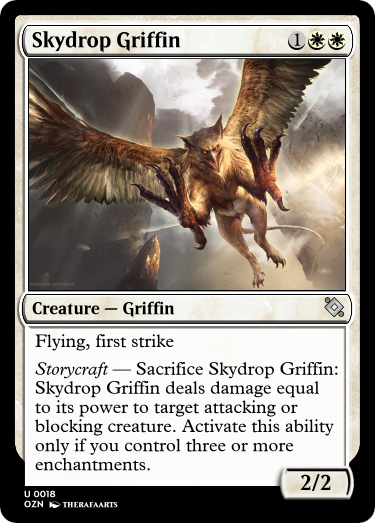 Skydrop Griffin 1
Creature — Griffin
Flying, first strike
Storycraft — Sacrifice Skydrop Griffin:
Skydrop Griffin deals damage equal
to its power to target attacking or
blocking creature. Activate this ability
only if you control three or more
enchantments.
2/2
U 0018
OZN THERAFAARTS